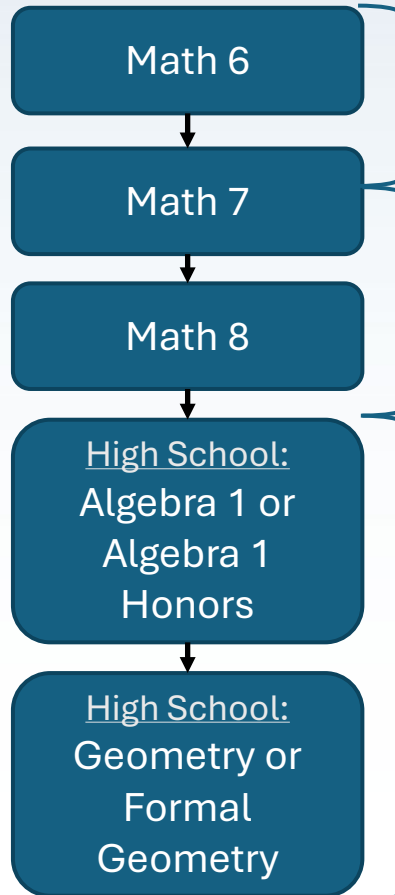 Math 6
Math 7
Math 8
High School:
Algebra 1 or
Algebra 1
Honors
High School:
Geometry or
Formal
Geometry